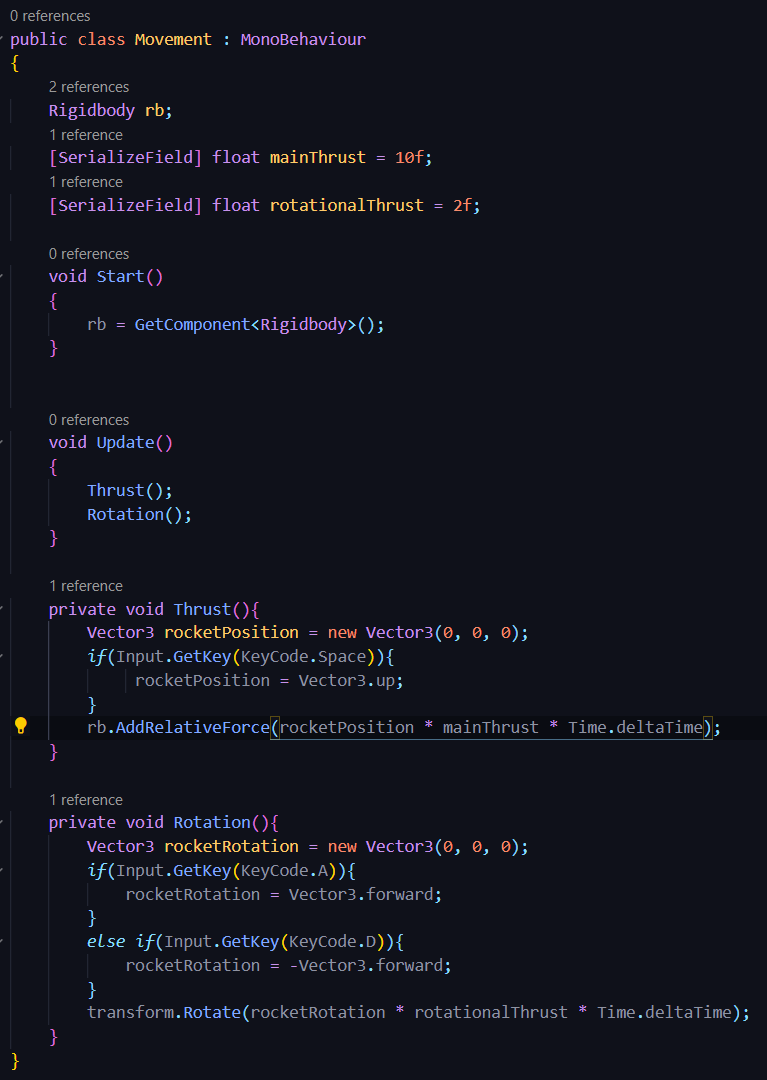 0 references
public class Movement : MonoBehaviour
{
2 references
Rigidbody rb;
1 reference
[SerializeField] float mainThrust = 10f;
1 reference
[SerializeField] float rotationalThrust = 2f;
0 references
void Start()
{
rb = GetComponent<Rigidbody>();
}
0 references
void Update()
{
Thrust();
Rotation();
}
1 reference
private void Thrust(){
Vector3 rocketPosition = new Vector3(0, 0, 0);
if(Input.GetKey(KeyCode.Space)){
rocketPosition = Vector3.up;
}
rb.AddRelativeForce(rocketPosition * mainThrust * Time.deltaTime);
}
1 reference
private void Rotation(){
Vector3 rocketRotation = new Vector3(0, 0, 0);
if(Input.GetKey(KeyCode.A)){
rocketRotation = Vector3.forward;
}
else if(Input.GetKey(KeyCode.D)){
rocketRotation = -Vector3.forward;
}
transform.Rotate(rocketRotation * rotationalThrust * Time.deltaTime);
}
}